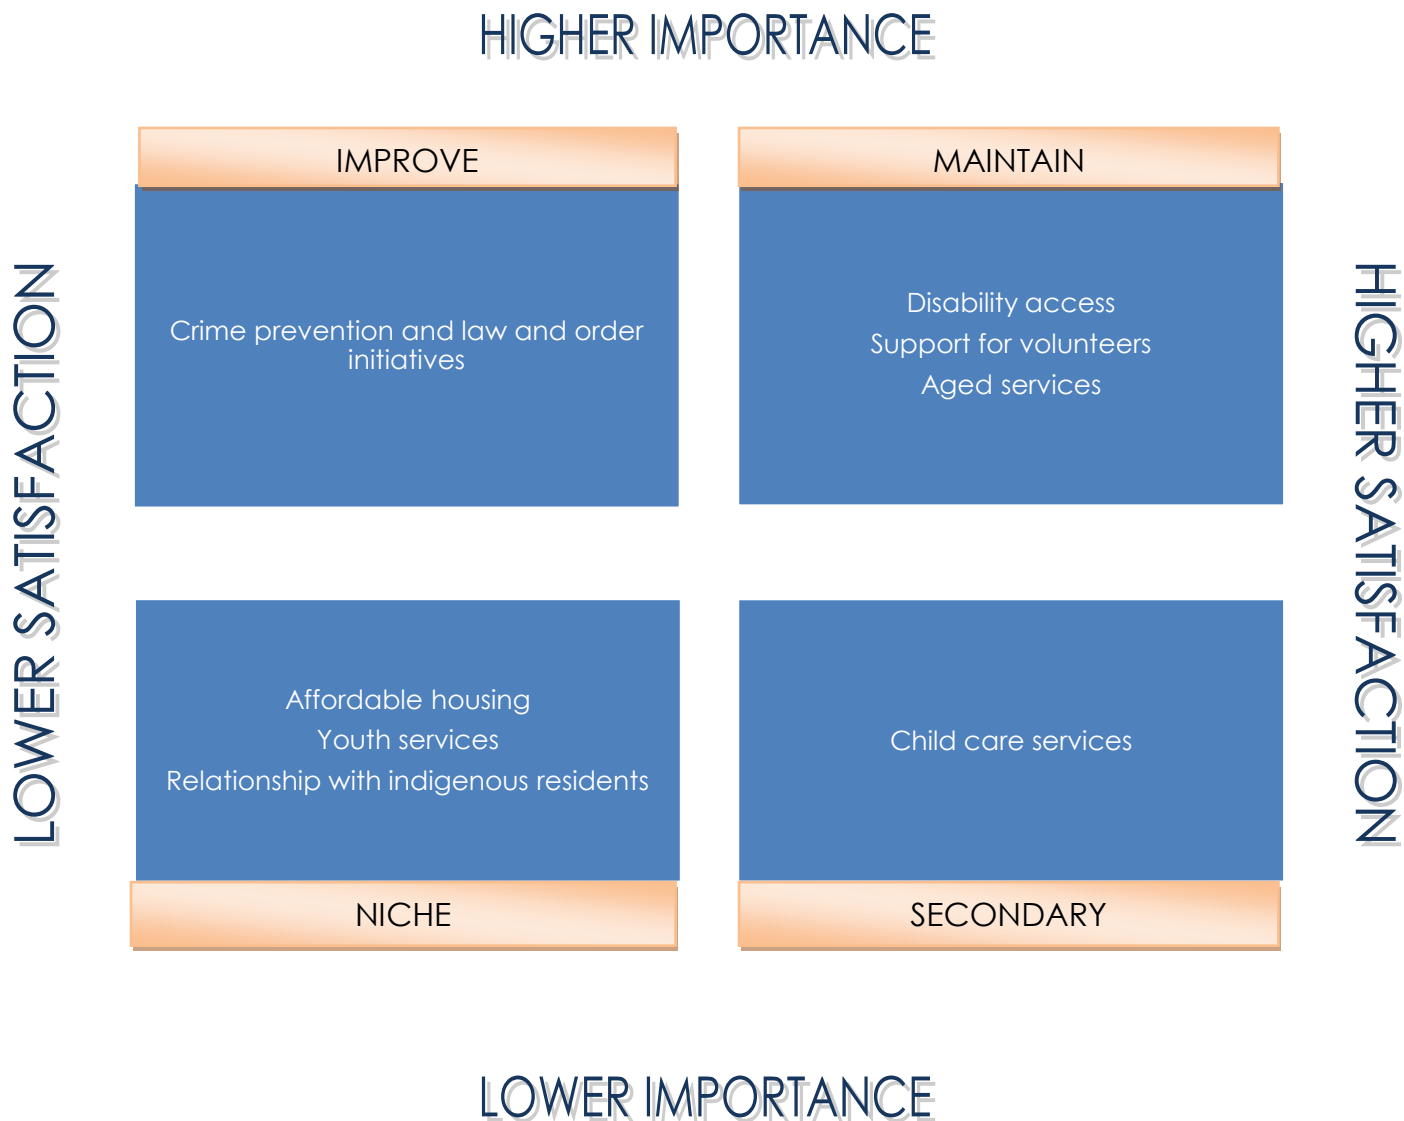 HIGHER IMPORTANCE
IMPROVE
MAINTAIN
LOWER SATISFACTION
Crime prevention and law and order
initiatives
Disability access
Support for volunteers
Aged services
HIGHER SATISFACTION
Affordable housing
Youth services
Relationship with indigenous residents
Child care services
NICHE
SECONDARY
LOWER IMPORTANCE